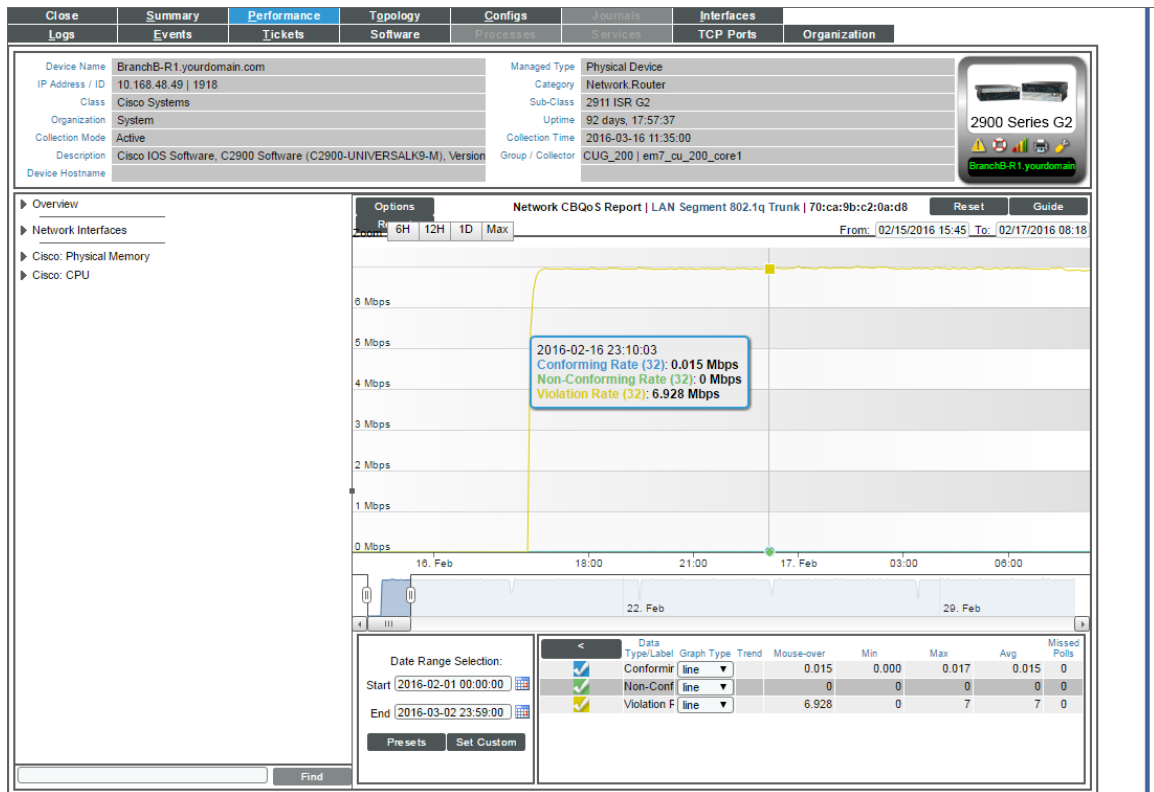 Close Summary Performance Topology Configs Journals Interfaces
Logs Events Tickets Software Processes Services TCP Ports Organization
Device Name BranchB-R1.yourdomain.com Managed Type Physical Device
IP Address / ID 10.168.48.49 | 1918 Category Network.Router
Class Cisco Systems Sub-Class 2911 ISR G2
Organization System Uptime 92 days, 17:57:37
Collection Mode Active Collection Time 2016-03-16 11:35:00
Description Cisco IOS Software, C2900 Software (C2900-UNIVERSALK9-M), Version Group / Collector CUG_200 | em7_cu_200_core1
Device Hostname
2900 Series G2
BranchB-R1.yourdomain
Overview
Network Interfaces
Cisco: Physical Memory
Cisco: CPU
Find
Options Network CBQoS Report | LAN Segment 802.1q Trunk | 70:ca:9b:c2:0a:d8 Reset Guide
Zoom 6H 12H 1D Max From: 02/15/2016 15:45 To: 02/17/2016 08:18
6 Mbps
5 Mbps
4 Mbps
3 Mbps
2 Mbps
1 Mbps
0 Mbps
2016-02-16 23:10:03
Conforming Rate (32): 0.015 Mbps
Non-Conforming Rate (32): 0 Mbps
Violation Rate (32): 6.928 Mbps
16. Feb 18:00 21:00 17. Feb 03:00 06:00
22. Feb 29. Feb
Date Range Selection:
Start 2016-02-01 00:00:00
End 2016-03-02 23:59:00
Presets Set Custom
< Data Type/Label Graph Type Trend Mouse-over Min Max Avg Missed Polls
Conformir line 0.015 0.000 0.017 0.015 0
Non-Conf line 0 0 0 0 0
Violation F line 6.928 0 7 7 0